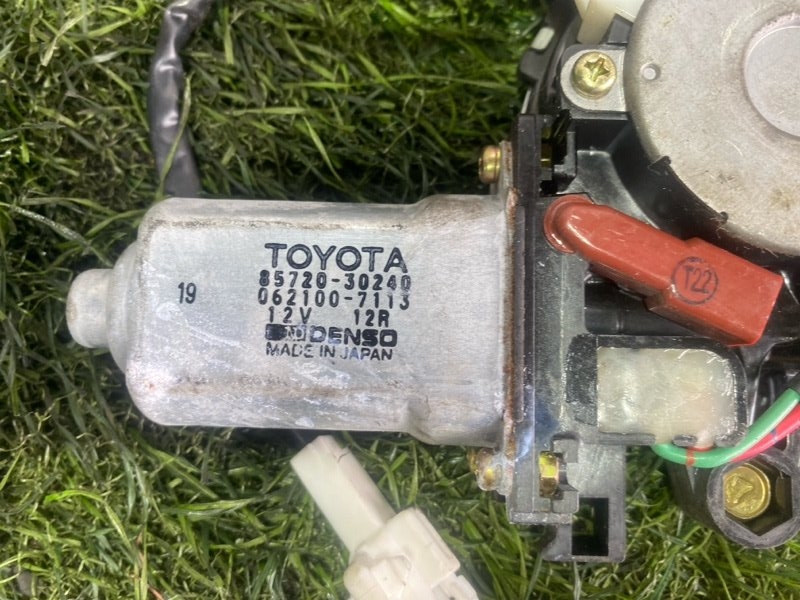 TOYOTA
85720-30240
062100-7113
12V 12R
DENSO
MADE IN JAPAN
19
T22